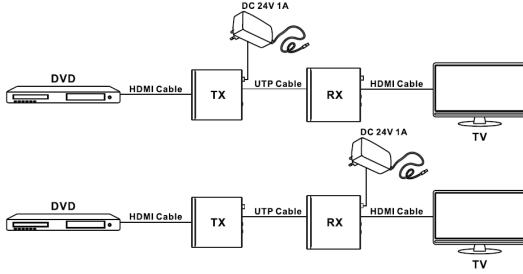 DC 24V 1A
DVD
HDMI Cable
TX
UTP Cable
RX
HDMI Cable
TV
DC 24V 1A
DVD
HDMI Cable
TX
UTP Cable
RX
HDMI Cable
TV